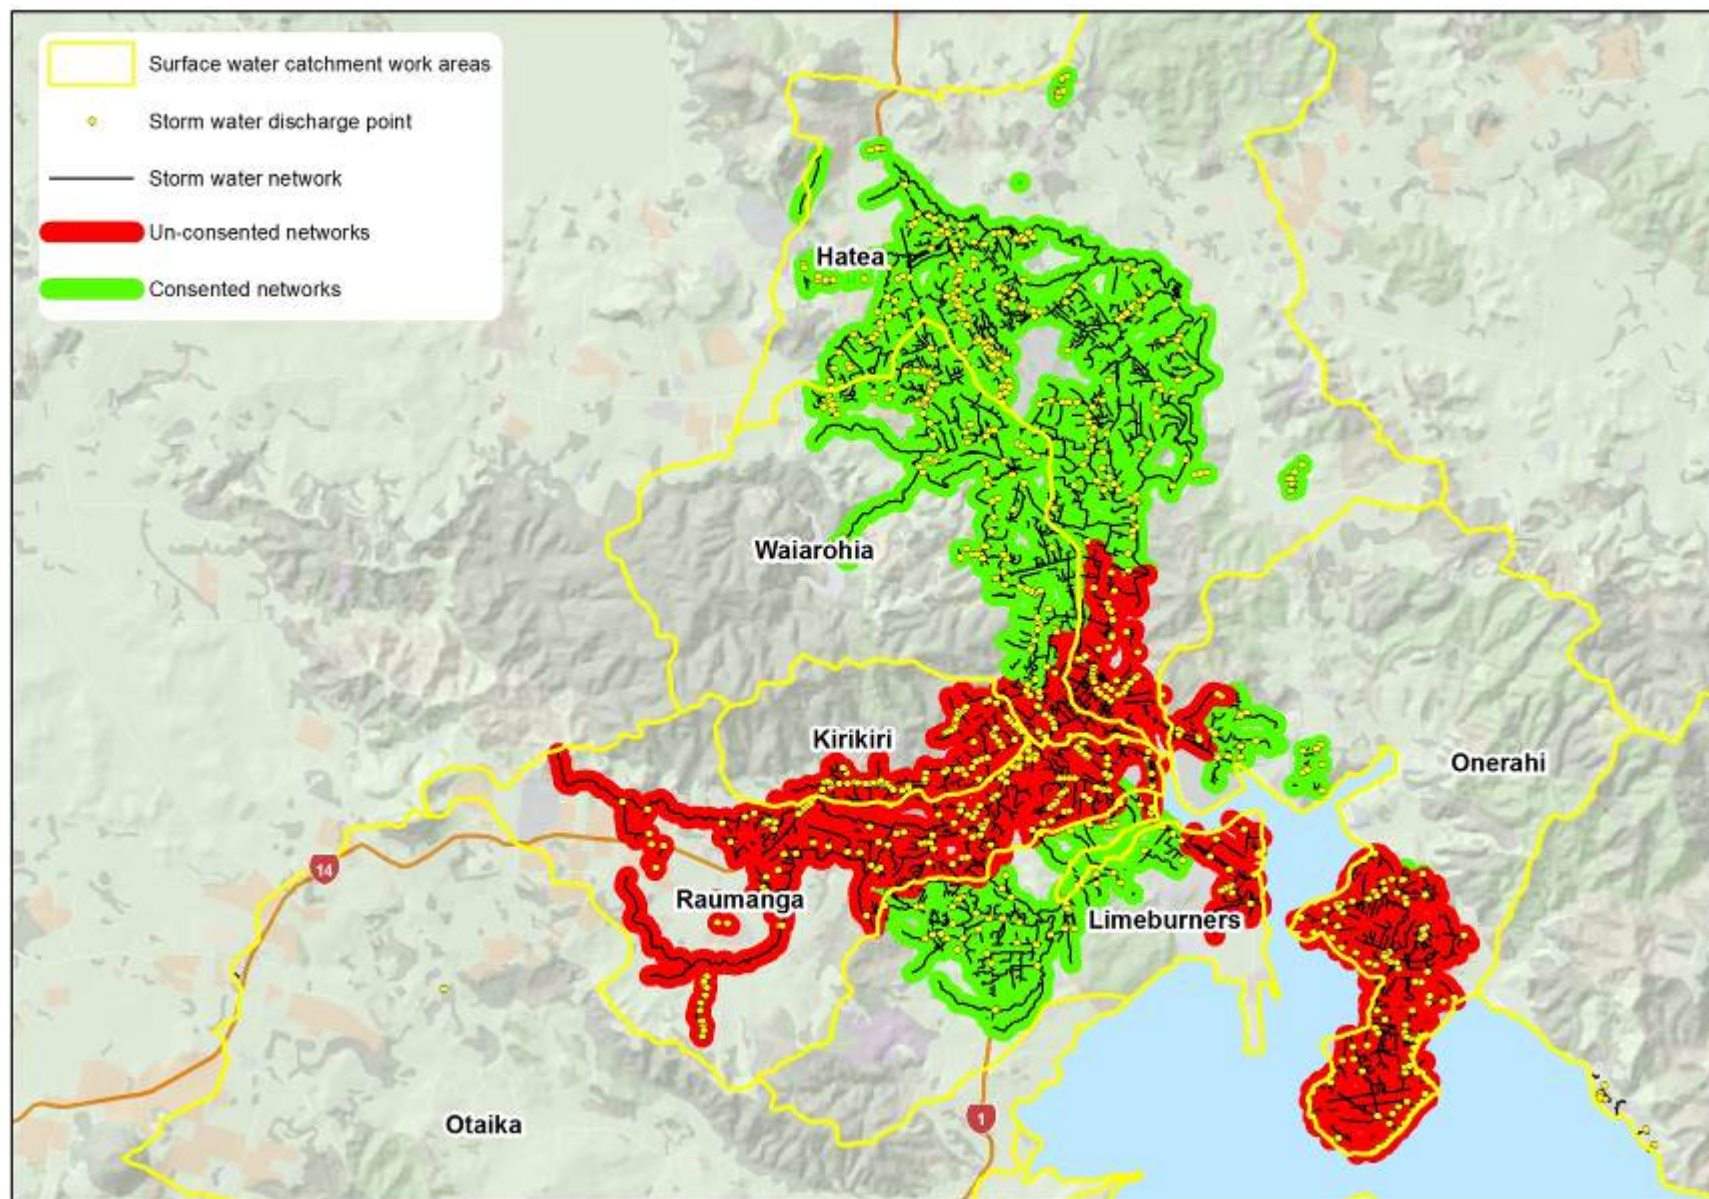 Surface water catchment work areas
Storm water discharge point
Storm water network
Un-consented networks
Consented networks
Hatea
Waiarohia
Kirikiri
Onerahi
14
Raumanga
Limeburners
1
Otaika